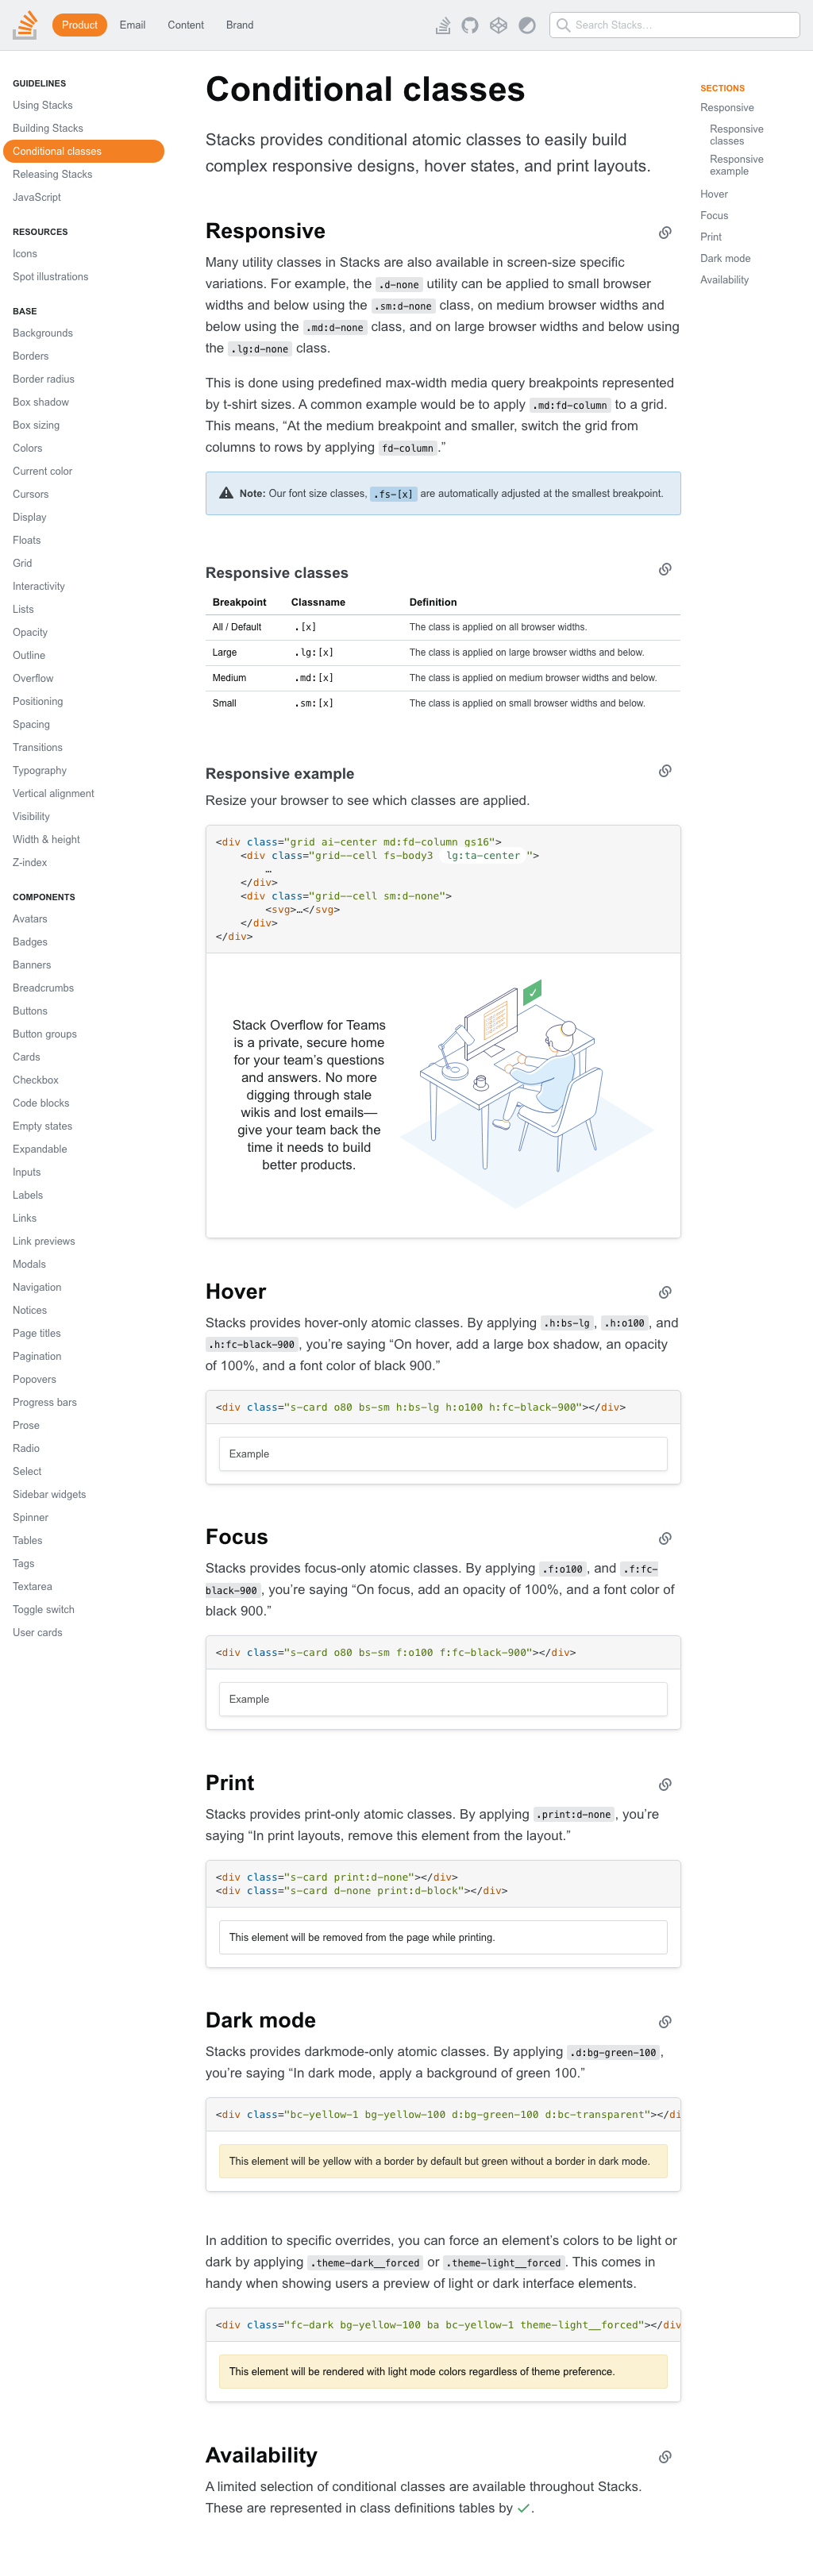 Product Email Content Brand
Search Stacks…
GUIDELINES
Using Stacks
Building Stacks
Conditional classes
Releasing Stacks
JavaScript
RESOURCES
Icons
Spot illustrations
BASE
Backgrounds
Borders
Border radius
Box shadow
Box sizing
Colors
Current color
Cursors
Display
Floats
Grid
Interactivity
Lists
Opacity
Outline
Overflow
Positioning
Spacing
Transitions
Typography
Vertical alignment
Visibility
Width & height
Z-index
COMPONENTS
Avatars
Badges
Banners
Breadcrumbs
Buttons
Button groups
Cards
Checkbox
Code blocks
Empty states
Expandable
Inputs
Labels
Links
Link previews
Modals
Navigation
Notices
Page titles
Pagination
Popovers
Progress bars
Prose
Radio
Select
Sidebar widgets
Spinner
Tables
Tags
Textarea
Toggle switch
User cards
Conditional classes
Stacks provides conditional atomic classes to easily build
complex responsive designs, hover states, and print layouts.
Responsive
Many utility classes in Stacks are also available in screen-size specific
variations. For example, the .d-none utility can be applied to small browser
widths and below using the .sm:d-none class, on medium browser widths and
below using the .md:d-none class, and on large browser widths and below using
the .lg:d-none class.
This is done using predefined max-width media query breakpoints represented
by t-shirt sizes. A common example would be to apply .md:fd-column to a grid.
This means, “At the medium breakpoint and smaller, switch the grid from
columns to rows by applying fd-column.”
Note: Our font size classes, .fs-[x] are automatically adjusted at the smallest breakpoint.
Responsive classes
Breakpoint Classname Definition
All / Default .[x] The class is applied on all browser widths.
Large .lg:[x] The class is applied on large browser widths and below.
Medium .md:[x] The class is applied on medium browser widths and below.
Small .sm:[x] The class is applied on small browser widths and below.
Responsive example
Resize your browser to see which classes are applied.
<div class="grid ai-center md:fd-column gs16">
<div class="grid--cell fs-body3 lg:ta-center ">
…
</div>
<div class="grid--cell sm:d-none">
<svg>…</svg>
</div>
</div>
Stack Overflow for Teams
is a private, secure home
for your team’s questions
and answers. No more
digging through stale
wikis and lost emails—
give your team back the
time it needs to build
better products.
Hover
Stacks provides hover-only atomic classes. By applying .h:bs-lg, .h:o100, and
.h:fc-black-900, you’re saying “On hover, add a large box shadow, an opacity
of 100%, and a font color of black 900.”
<div class="s-card o80 bs-sm h:bs-lg h:o100 h:fc-black-900"></div>
Example
Focus
Stacks provides focus-only atomic classes. By applying .f:o100, and .f:fc-
black-900, you’re saying “On focus, add an opacity of 100%, and a font color of
black 900.”
<div class="s-card o80 bs-sm f:o100 f:fc-black-900"></div>
Example
Print
Stacks provides print-only atomic classes. By applying .print:d-none, you’re
saying “In print layouts, remove this element from the layout.”
<div class="s-card print:d-none"></div>
<div class="s-card d-none print:d-block"></div>
This element will be removed from the page while printing.
Dark mode
Stacks provides darkmode-only atomic classes. By applying .d:bg-green-100,
you’re saying “In dark mode, apply a background of green 100.”
<div class="bc-yellow-1 bg-yellow-100 d:bg-green-100 d:bc-transparent"></di
This element will be yellow with a border by default but green without a border in dark mode.
In addition to specific overrides, you can force an element’s colors to be light or
dark by applying .theme-dark__forced or .theme-light__forced. This comes in
handy when showing users a preview of light or dark interface elements.
<div class="fc-dark bg-yellow-100 ba bc-yellow-1 theme-light__forced"></div
This element will be rendered with light mode colors regardless of theme preference.
Availability
A limited selection of conditional classes are available throughout Stacks.
These are represented in class definitions tables by ✓.
SECTIONS
Responsive
Responsive
classes
Responsive
example
Hover
Focus
Print
Dark mode
Availability